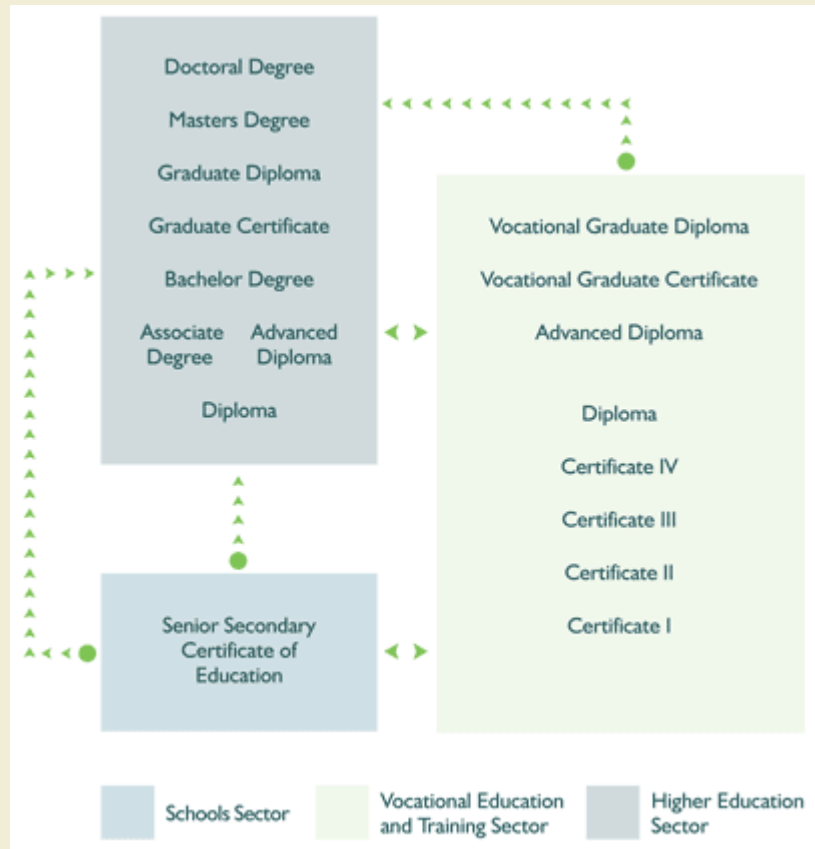 Doctoral Degree
Masters Degree
Graduate Diploma
Graduate Certificate
Bachelor Degree
Associate
Degree
Advanced
Diploma
Diploma
Vocational Graduate Diploma
Vocational Graduate Certificate
Advanced Diploma
Diploma
Certificate IV
Certificate III
Certificate II
Certificate I
Senior Secondary
Certificate of
Education
Schools Sector
Vocational Education
and Training Sector
Higher Education
Sector